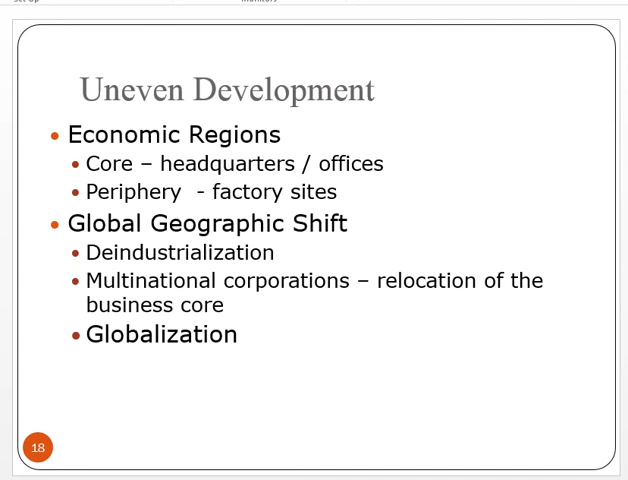 Uneven Development
• Economic Regions
• Core – headquarters / offices
• Periphery  - factory sites
• Global Geographic Shift
• Deindustrialization
• Multinational corporations – relocation of the
business core
• Globalization
18